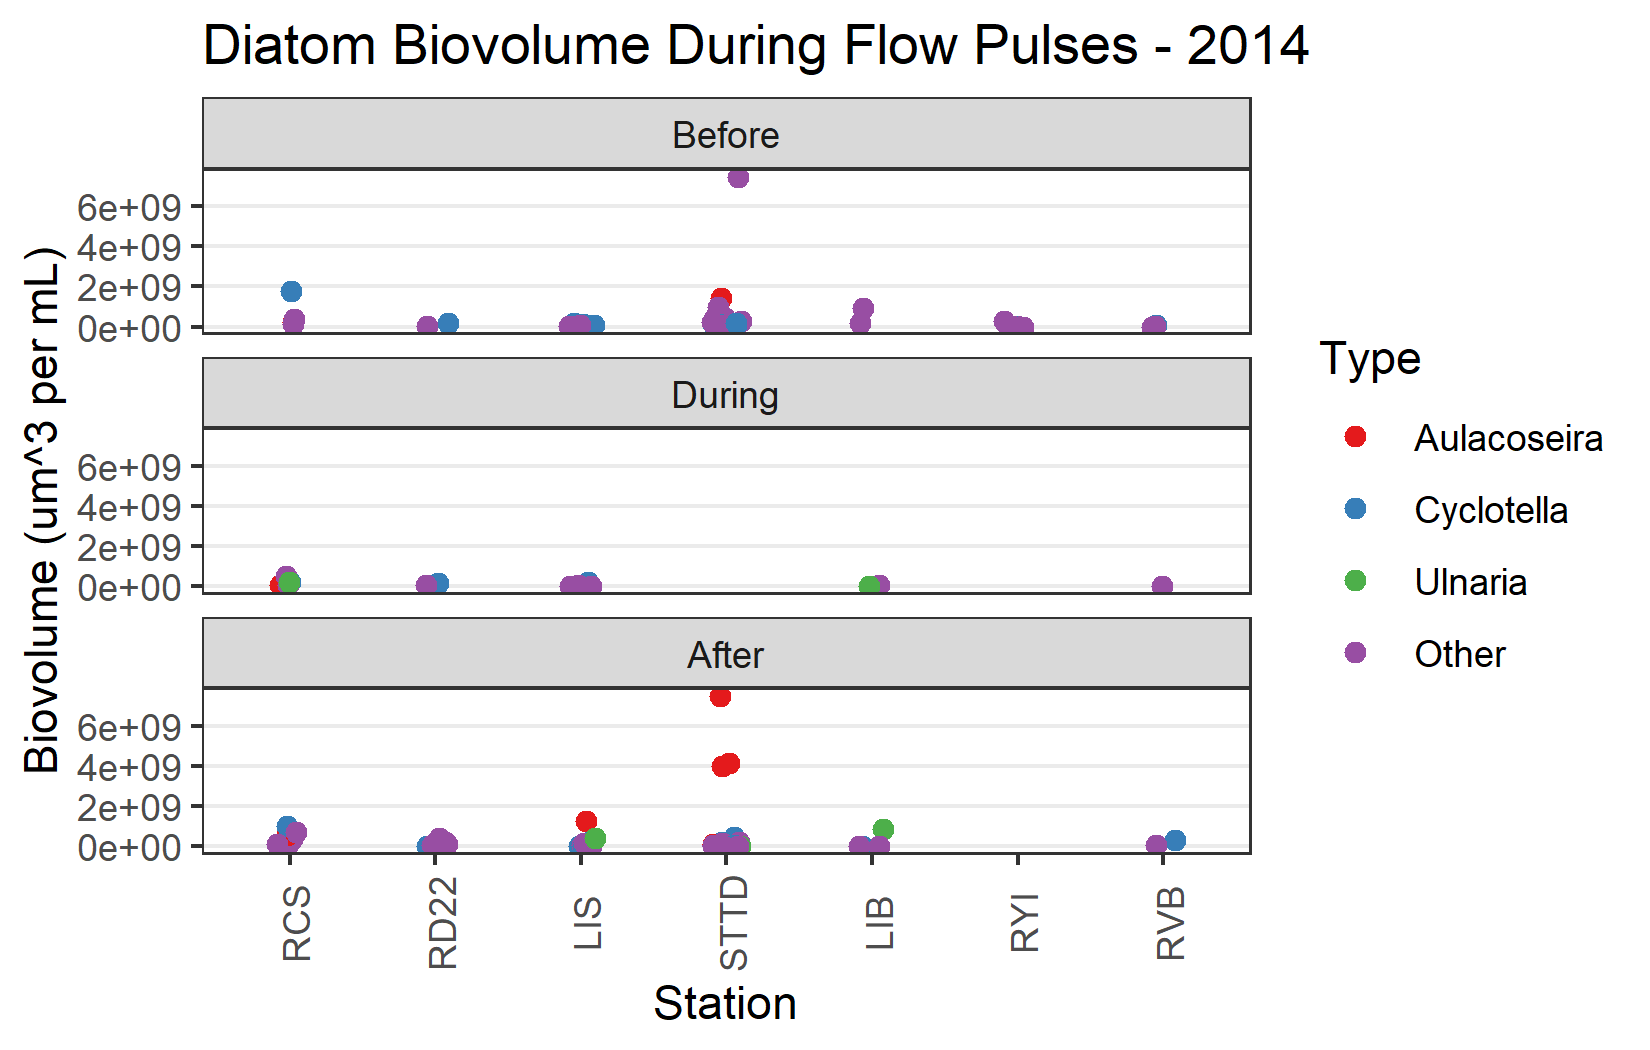 Diatom Biovolume During Flow Pulses - 2014
Before
6e+09
4e+09
2e+09
0e+00
During
6e+09
4e+09
2e+09
0e+00
After
6e+09
4e+09
2e+09
0e+00
Biovolume (um^3 per mL)
RCS
RD22
LIS
STTD
LIB
RYI
RVB
Station
Type
Aulacoseira
Cyclotella
Ulnaria
Other